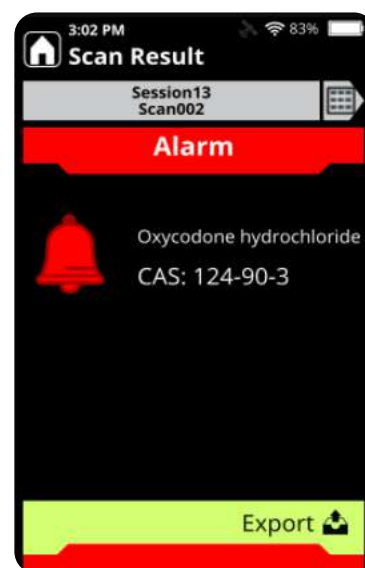 3:02 PM 83%
Scan Result
Session13
Scan002
Alarm
Oxycodone hydrochloride
CAS: 124-90-3
Export